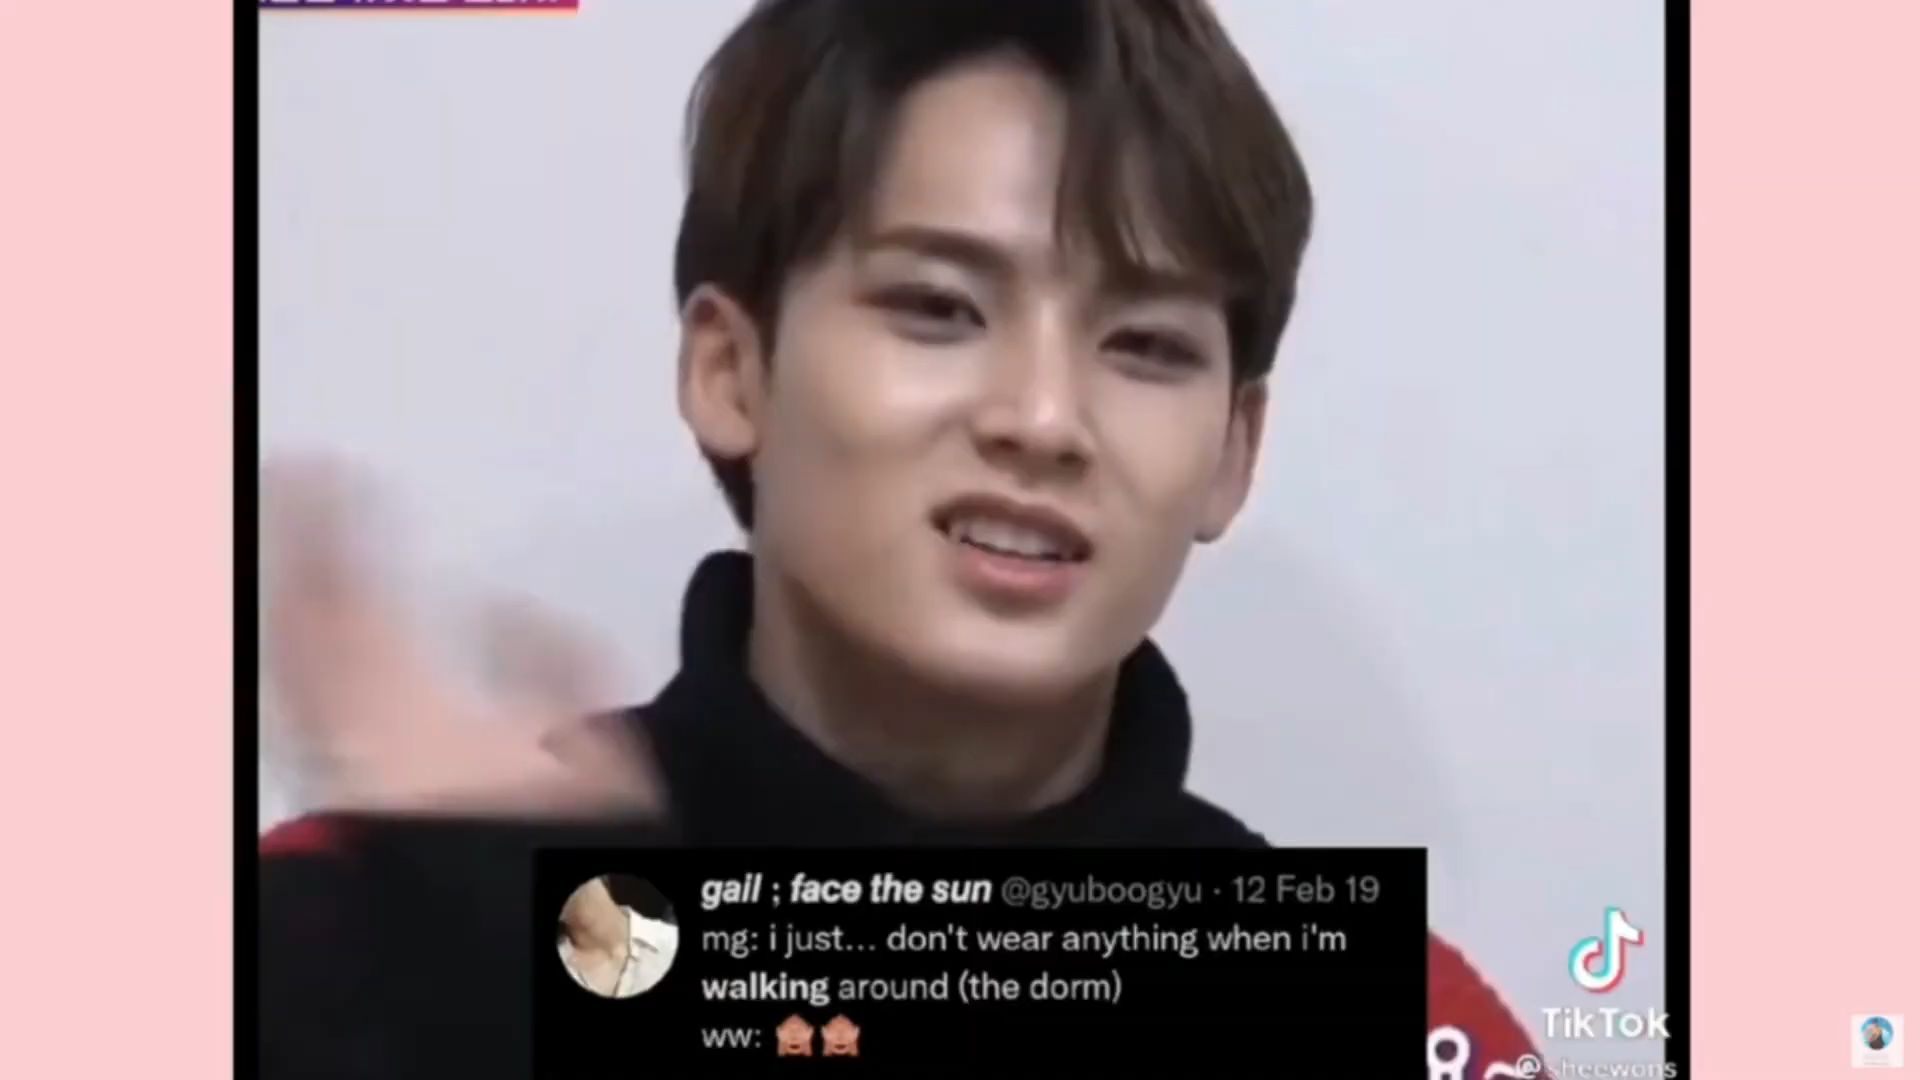 gail ; face the sun @gyuboogyu · 12 Feb 19
mg: i just... don't wear anything when i'm
walking around (the dorm)
ww: 🙈🙈
TikTok
@sheewons